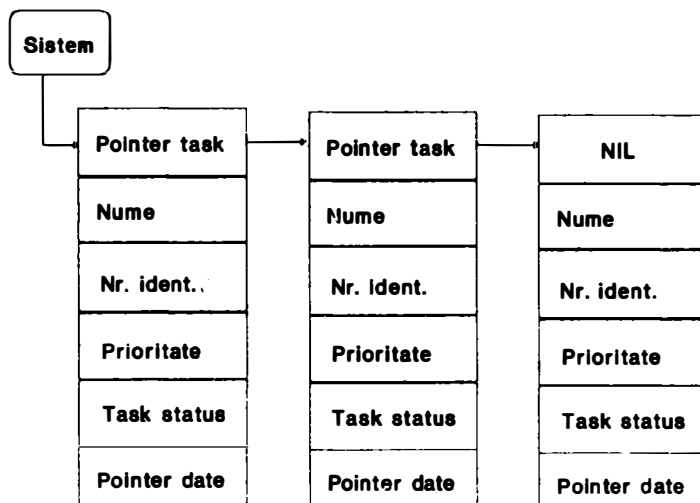 Sistem
Pointer task
Nume
Nr. ident.
Prioritate
Task status
Pointer date
Pointer task
Nume
Nr. ident.
Prioritate
Task status
Pointer date
NIL
Nume
Nr. ident.
Prioritate
Task status
Pointer date